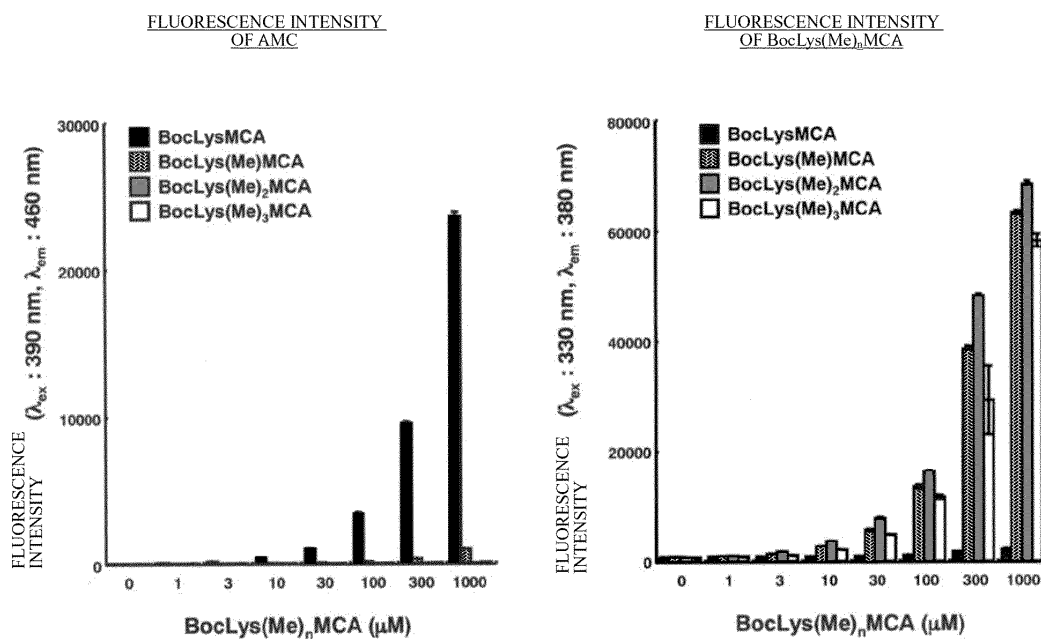 FLUORESCENCE INTENSITY
OF AMC
30000
20000
10000
0
BocLysMCA
BocLys(Me)MCA
BocLys(Me)₂MCA
BocLys(Me)₃MCA
FLUORESCENCE
INTENSITY
(λex : 390 nm, λem : 460 nm)
0 1 3 10 30 100 300 1000
BocLys(Me)nMCA (μM)
FLUORESCENCE INTENSITY
OF BocLys(Me)nMCA
80000
60000
40000
20000
0
BocLysMCA
BocLys(Me)MCA
BocLys(Me)₂MCA
BocLys(Me)₃MCA
FLUORESCENCE
INTENSITY
(λex : 330 nm, λem : 380 nm)
0 1 3 10 30 100 300 1000
BocLys(Me)nMCA (μM)